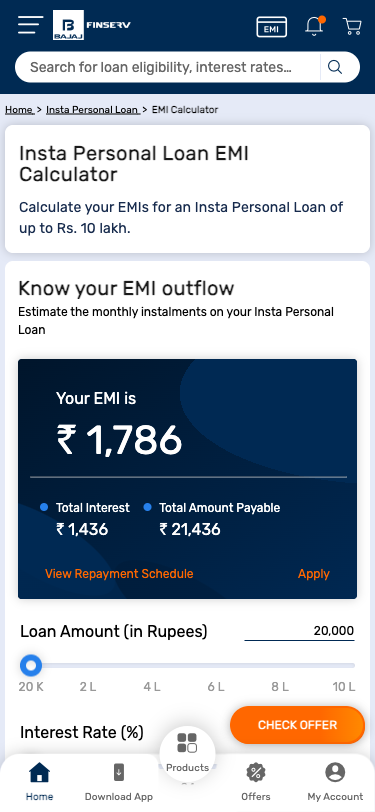 B
BAJAJ
FINSERV
EMI
Search for loan eligibility, interest rates...
Home > Insta Personal Loan > EMI Calculator
Insta Personal Loan EMI
Calculator
Calculate your EMIs for an Insta Personal Loan of
up to Rs. 10 lakh.
Know your EMI outflow
Estimate the monthly instalments on your Insta Personal
Loan
Your EMI is
₹ 1,786
Total Interest
₹ 1,436
Total Amount Payable
₹ 21,436
View Repayment Schedule
Apply
Loan Amount (in Rupees)
20,000
20 K 2 L 4 L 6 L 8 L 10 L
Interest Rate (%)
CHECK OFFER
Home
Download App
Products
Offers
My Account